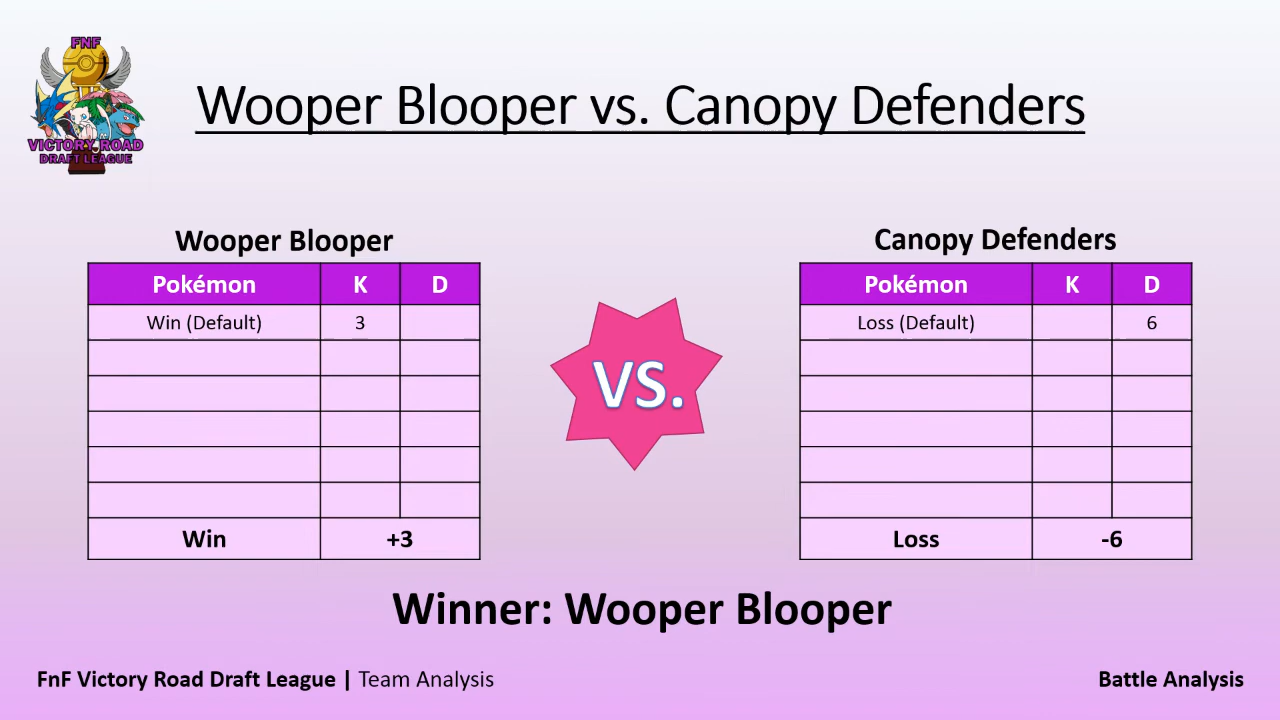 FNF
VICTORY ROAD
DRAFT LEAGUE
Wooper Blooper vs. Canopy Defenders
Wooper Blooper
Pokémon K D
Win (Default) 3
Win +3
VS.
Canopy Defenders
Pokémon K D
Loss (Default) 6
Loss -6
Winner: Wooper Blooper
FnF Victory Road Draft League | Team Analysis
Battle Analysis